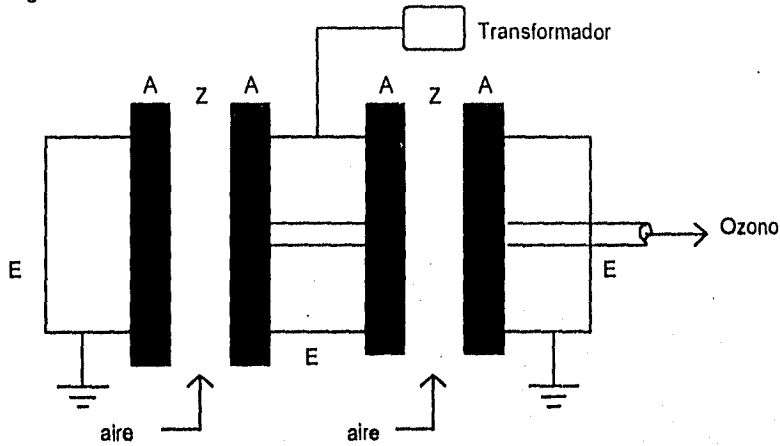 Transformador
A Z A A Z A
Ozono
E E
E
aire aire